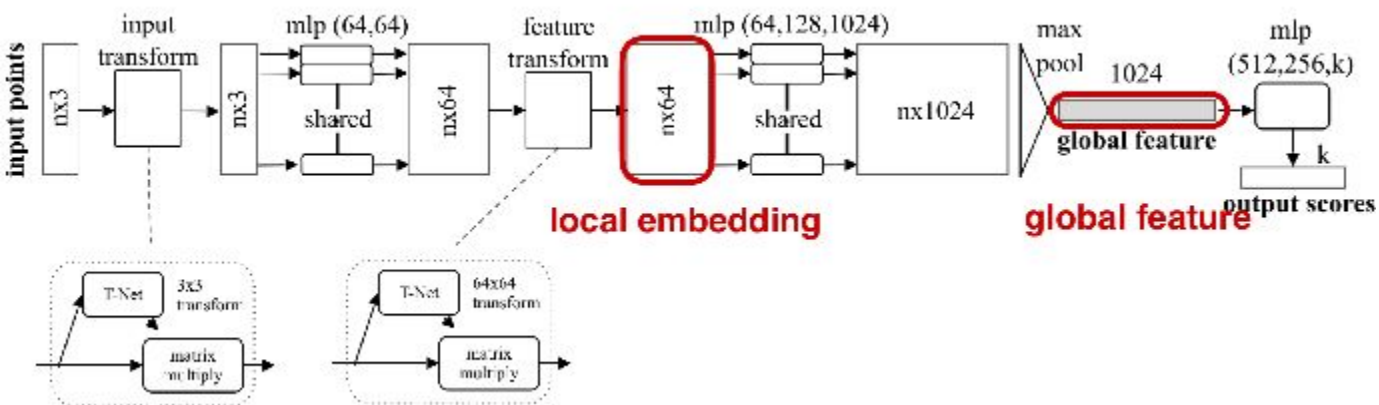 input points
nx3
input
transform
nx3
mlp (64,64)
shared
nx64
feature
transform
nx64
mlp (64,128,1024)
shared
nx1024
max
pool
1024
global feature
mlp
(512,256,k)
k
output scores
local embedding
global feature
T-Net
3x3
transform
matrix
multiply
T-Net
64x64
transform
matrix
multiply